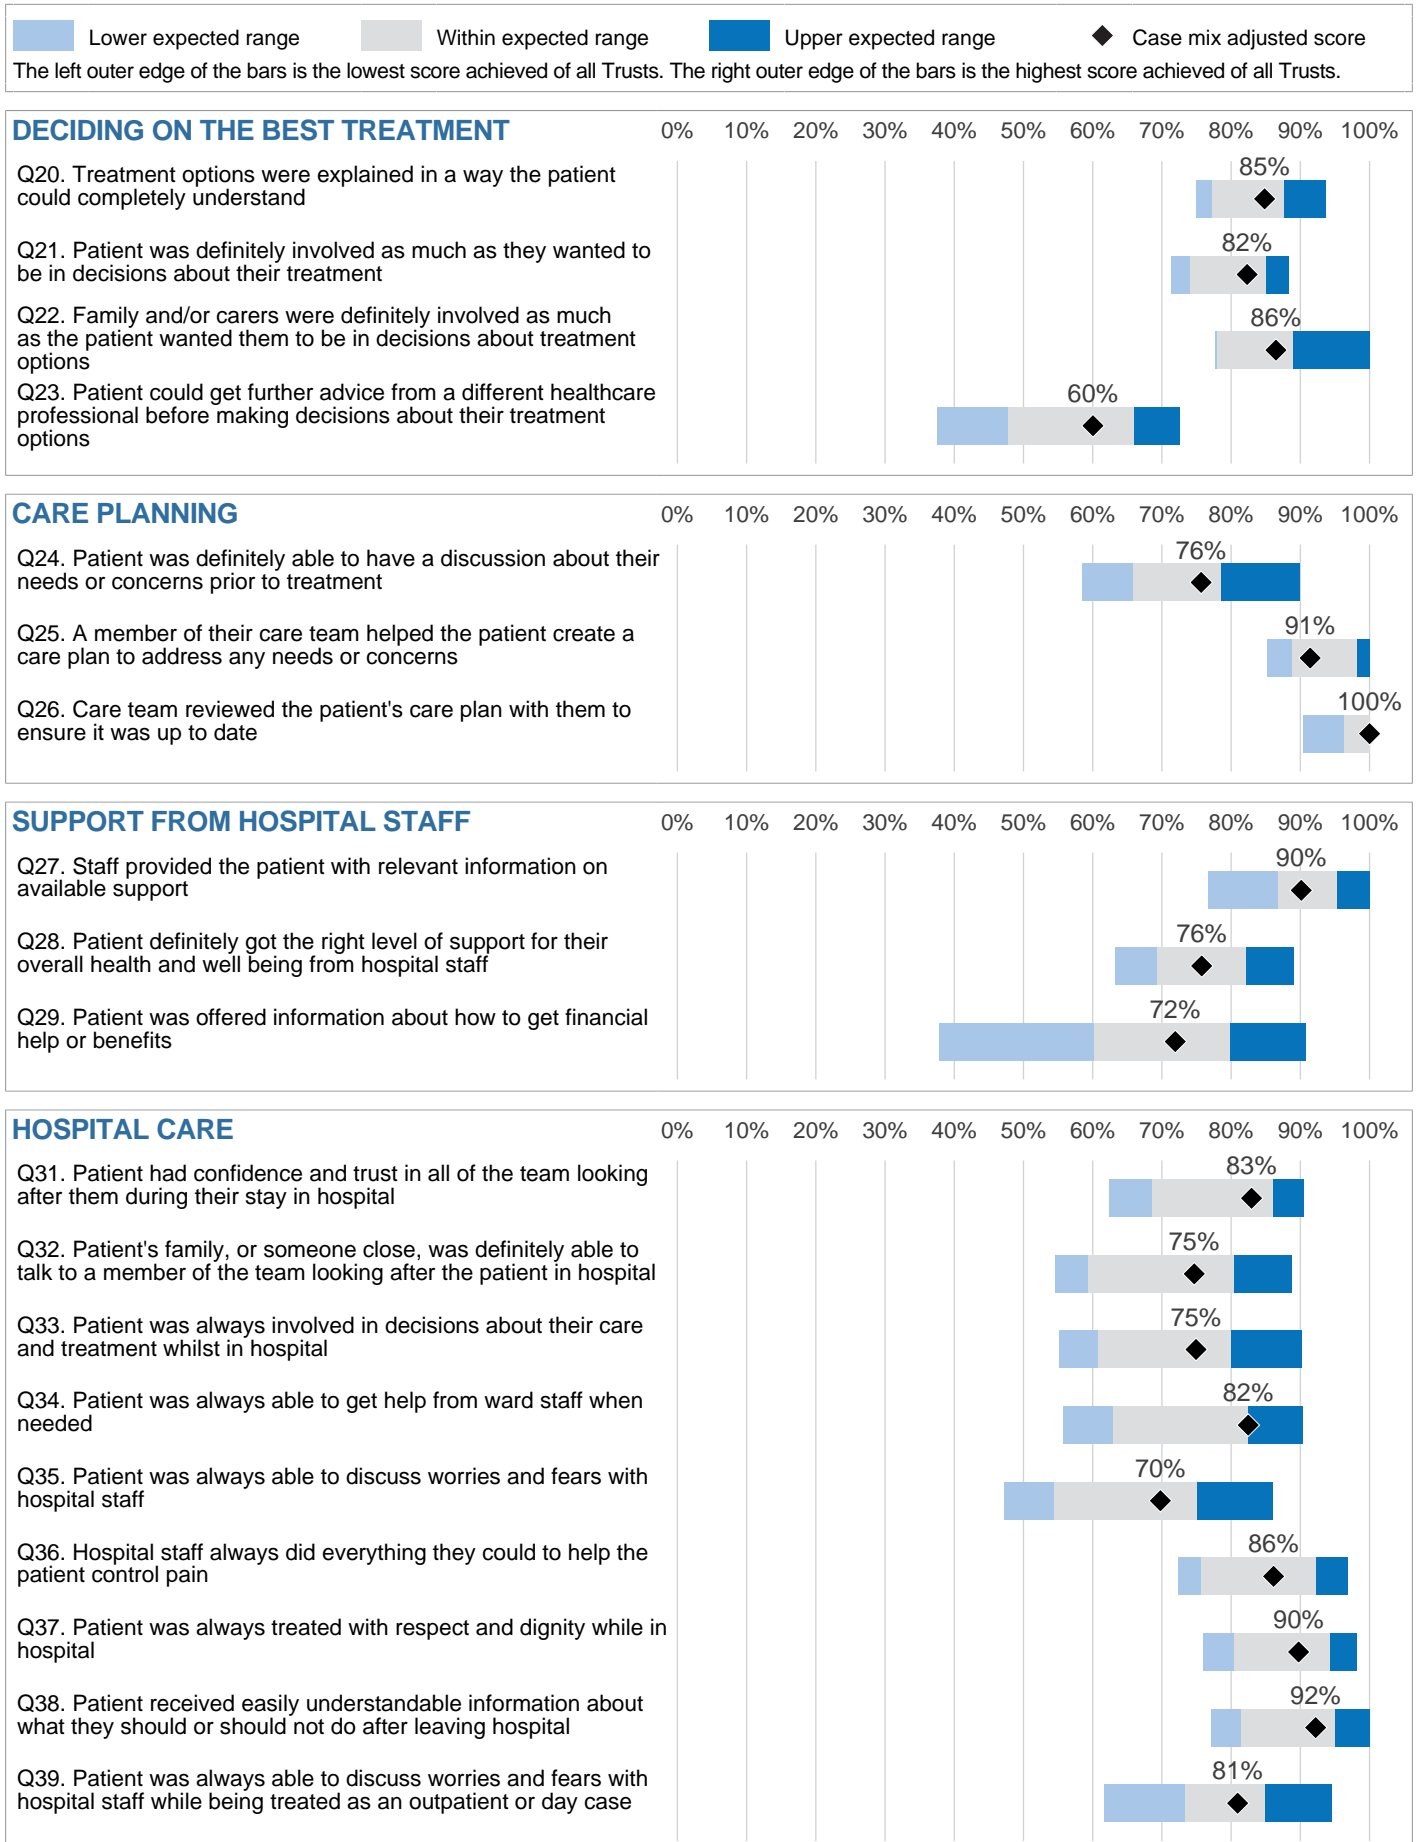 Lower expected range Within expected range Upper expected range Case mix adjusted score
The left outer edge of the bars is the lowest score achieved of all Trusts. The right outer edge of the bars is the highest score achieved of all Trusts.
DECIDING ON THE BEST TREATMENT 0% 10% 20% 30% 40% 50% 60% 70% 80% 90% 100%
Q20. Treatment options were explained in a way the patient
could completely understand
85%
Q21. Patient was definitely involved as much as they wanted to
be in decisions about their treatment
82%
Q22. Family and/or carers were definitely involved as much
as the patient wanted them to be in decisions about treatment
options
86%
Q23. Patient could get further advice from a different healthcare
professional before making decisions about their treatment
options
60%
CARE PLANNING 0% 10% 20% 30% 40% 50% 60% 70% 80% 90% 100%
Q24. Patient was definitely able to have a discussion about their
needs or concerns prior to treatment
76%
Q25. A member of their care team helped the patient create a
care plan to address any needs or concerns
91%
Q26. Care team reviewed the patient's care plan with them to
ensure it was up to date
100%
SUPPORT FROM HOSPITAL STAFF 0% 10% 20% 30% 40% 50% 60% 70% 80% 90% 100%
Q27. Staff provided the patient with relevant information on
available support
90%
Q28. Patient definitely got the right level of support for their
overall health and well being from hospital staff
76%
Q29. Patient was offered information about how to get financial
help or benefits
72%
HOSPITAL CARE 0% 10% 20% 30% 40% 50% 60% 70% 80% 90% 100%
Q31. Patient had confidence and trust in all of the team looking
after them during their stay in hospital
83%
Q32. Patient's family, or someone close, was definitely able to
talk to a member of the team looking after the patient in hospital
75%
Q33. Patient was always involved in decisions about their care
and treatment whilst in hospital
75%
Q34. Patient was always able to get help from ward staff when
needed
82%
Q35. Patient was always able to discuss worries and fears with
hospital staff
70%
Q36. Hospital staff always did everything they could to help the
patient control pain
86%
Q37. Patient was always treated with respect and dignity while in
hospital
90%
Q38. Patient received easily understandable information about
what they should or should not do after leaving hospital
92%
Q39. Patient was always able to discuss worries and fears with
hospital staff while being treated as an outpatient or day case
81%